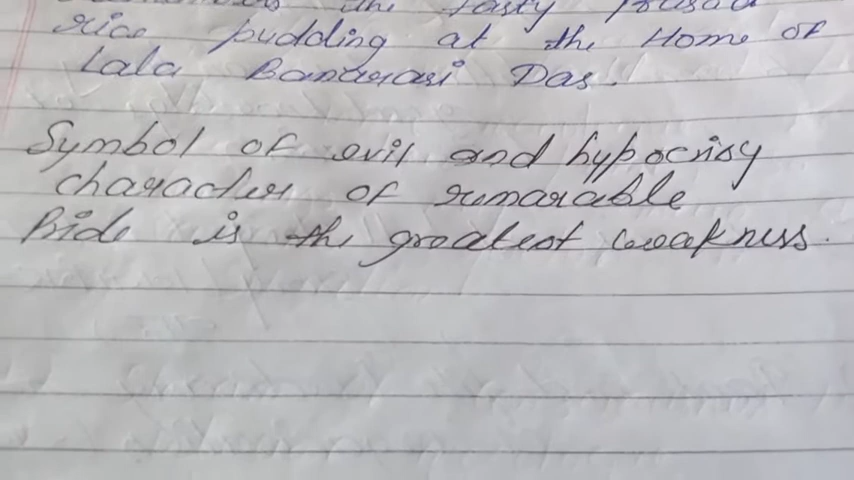 the tasty
rice pudding at the Home OF
Lala Banarasi Das.
Symbol OF evil and hypocrisy
character OF remarable
Pride is the greatest weakness.